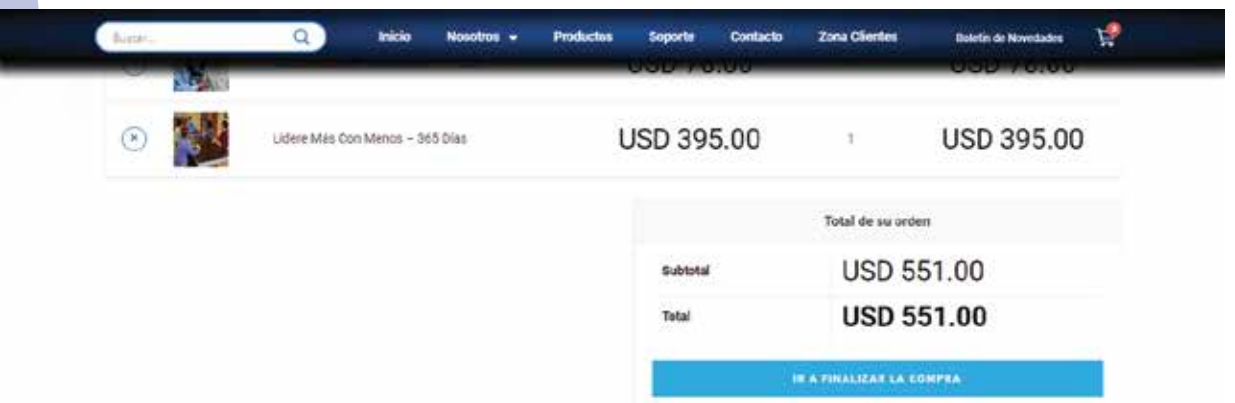 Buscar...
Inicio
Nosotros
Productos
Soporte
Contacto
Zona Clientes
Boletín de Novedades
Lidere Más Con Menos – 365 Días
USD 395.00
1
USD 395.00
Total de su orden
Subtotal
USD 551.00
Total
USD 551.00
IR A FINALIZAR LA COMPRA